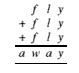 f l y
+ f l y
+ f l y
a w a y